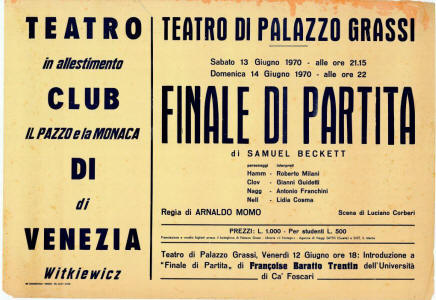 TEATRO
in allestimento
CLUB
IL PAZZO e la MONACA
DI
di
VENEZIA
Witkiewicz
TEATRO DI PALAZZO GRASSI
Sabato 13 Giugno 1970 - alle ore 21.15
Domenica 14 Giugno 1970 - alle ore 22
FINALE DI PARTITA
di SAMUEL BECKETT
personaggi interpreti
Hamm - Roberto Milani
Clov - Gianni Guidetti
Nagg - Antonio Franchini
Nell - Lidia Cosma
Regia di ARNALDO MOMO
Scena di Luciano Corberi
PREZZI: L. 1.000 - Per studenti L. 500
Teatro di Palazzo Grassi, Venerdì 12 Giugno ore 18: Introduzione a
"Finale di Partita,, di Françoise Baratto Trentin dell'Università
di Ca' Foscari